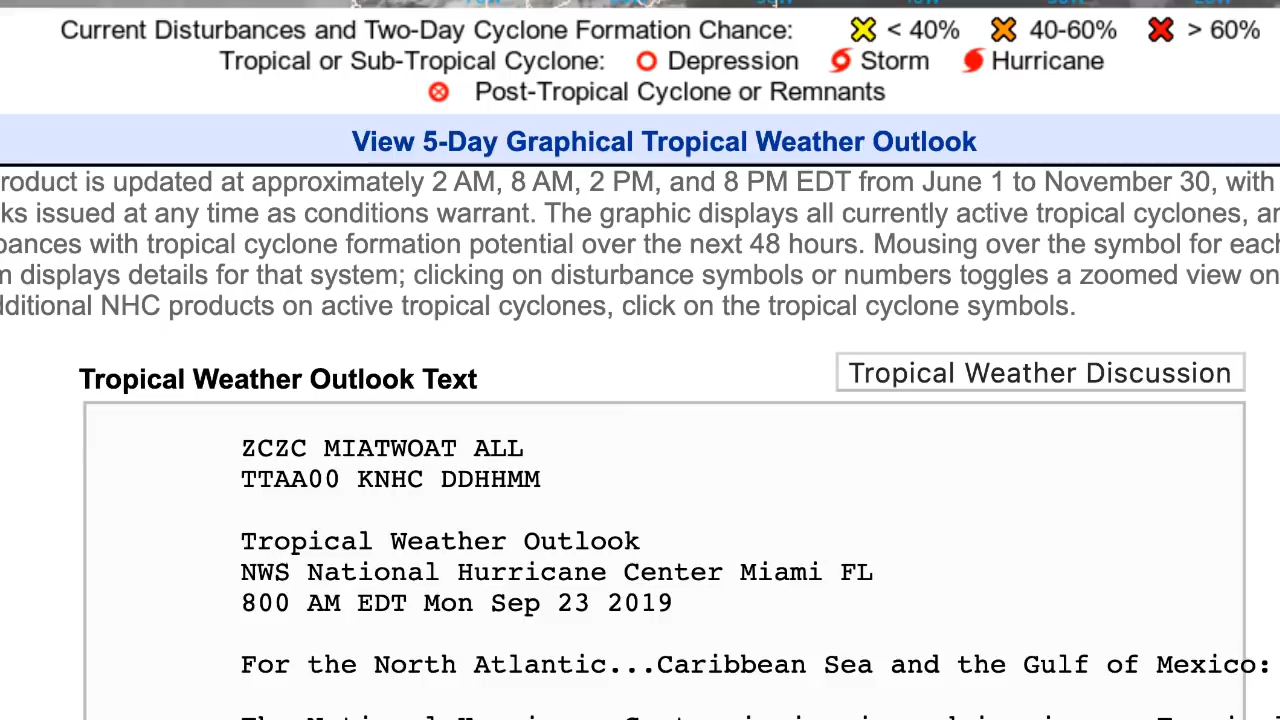 Current Disturbances and Two-Day Cyclone Formation Chance: < 40% 40-60% > 60%
Tropical or Sub-Tropical Cyclone: Depression Storm Hurricane
Post-Tropical Cyclone or Remnants
View 5-Day Graphical Tropical Weather Outlook
roduct is updated at approximately 2 AM, 8 AM, 2 PM, and 8 PM EDT from June 1 to November 30, with
ks issued at any time as conditions warrant. The graphic displays all currently active tropical cyclones, an
bances with tropical cyclone formation potential over the next 48 hours. Mousing over the symbol for each
m displays details for that system; clicking on disturbance symbols or numbers toggles a zoomed view on
dditional NHC products on active tropical cyclones, click on the tropical cyclone symbols.
Tropical Weather Outlook Text
Tropical Weather Discussion
ZCZC MIATWOAT ALL
TTAA00 KNHC DDHHMM
Tropical Weather Outlook
NWS National Hurricane Center Miami FL
800 AM EDT Mon Sep 23 2019
For the North Atlantic...Caribbean Sea and the Gulf of Mexico: